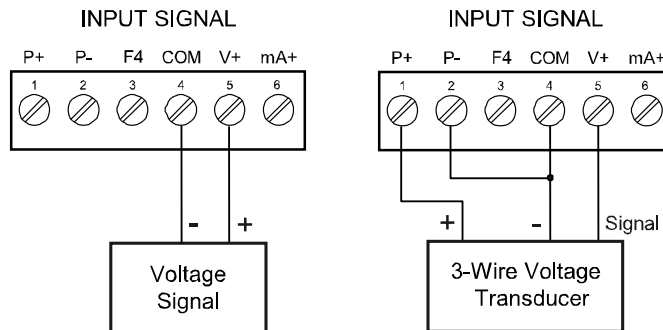 INPUT SIGNAL
P+ P- F4 COM V+ mA+
1 2 3 4 5 6
- +
Voltage
Signal
INPUT SIGNAL
P+ P- F4 COM V+ mA+
1 2 3 4 5 6
+ - Signal
3-Wire Voltage
Transducer